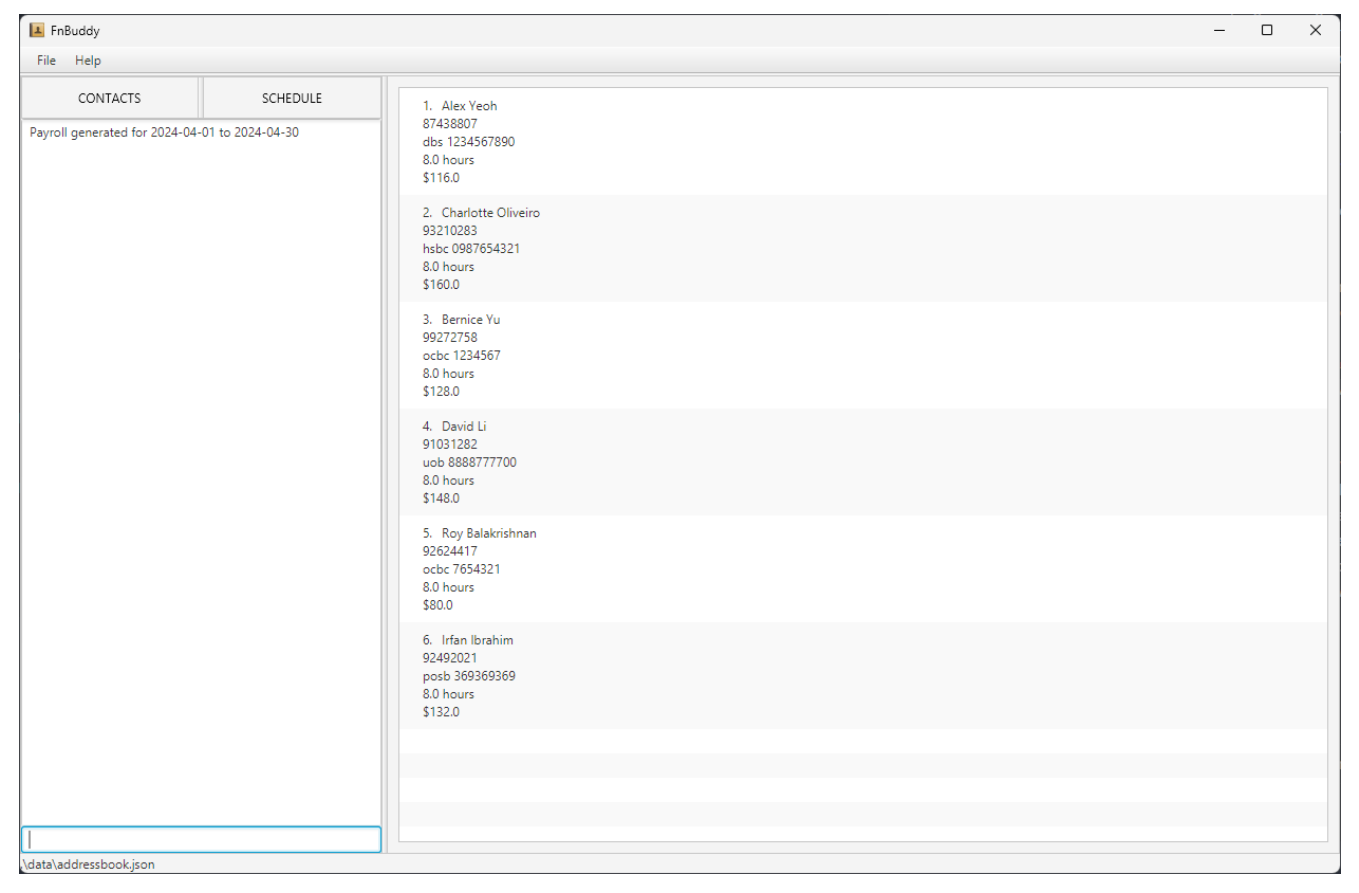 FnBuddy
File Help
CONTACTS SCHEDULE
Payroll generated for 2024-04-01 to 2024-04-30
1. Alex Yeoh
87438807
dbs 1234567890
8.0 hours
$116.0
2. Charlotte Oliveiro
93210283
hsbc 0987654321
8.0 hours
$160.0
3. Bernice Yu
99272758
ocbc 1234567
8.0 hours
$128.0
4. David Li
91031282
uob 8888777700
8.0 hours
$148.0
5. Roy Balakrishnan
92624417
ocbc 7654321
8.0 hours
$80.0
6. Irfan Ibrahim
92492021
posb 369369369
8.0 hours
$132.0
.\data\addressbook.json